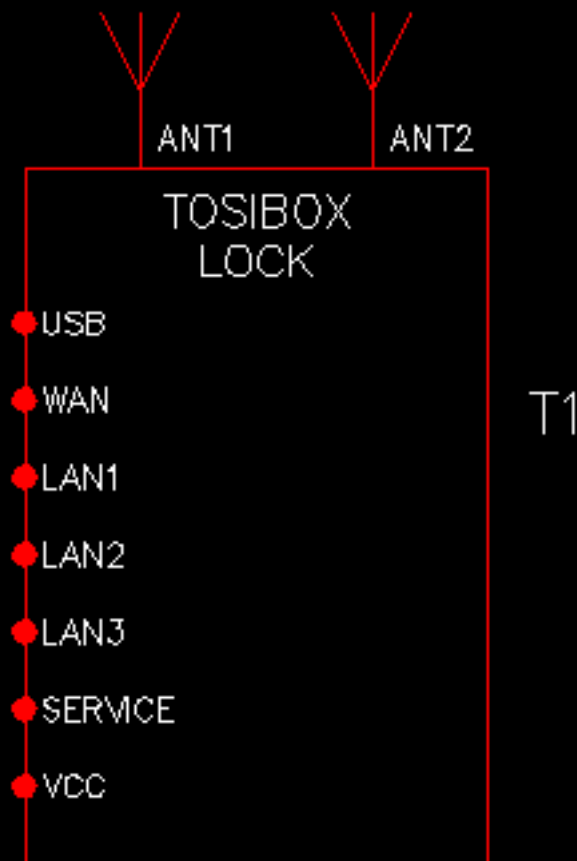 ANT1
ANT2
TOSIBOX
LOCK
USB
WAN
T1
LAN1
LAN2
LAN3
SERVICE
VCC